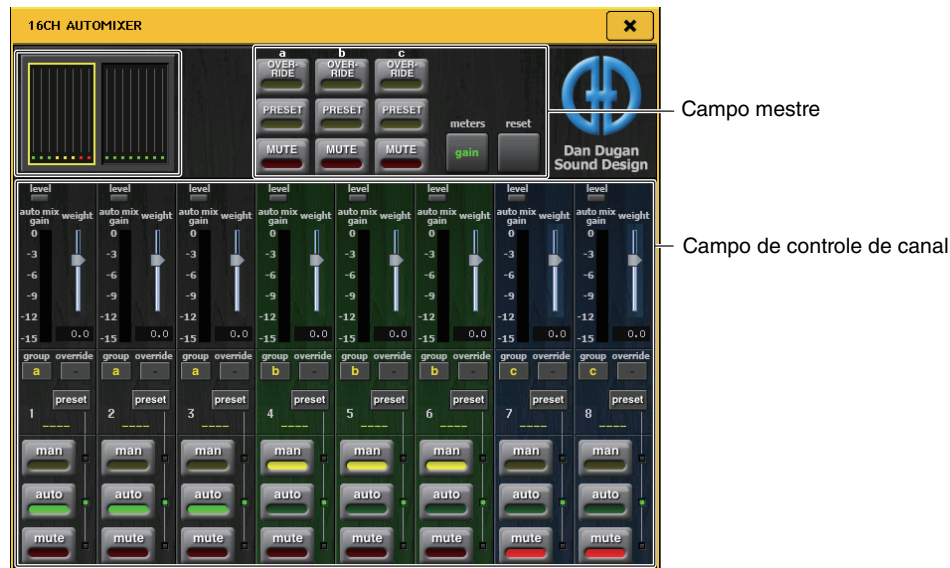 16CH AUTOMIXER
×
a b c
OVER-RIDE OVER-RIDE OVER-RIDE
PRESET PRESET PRESET
MUTE MUTE MUTE
meters reset
gain
Dan Dugan
Sound Design
Campo mestre
level level level level level level level level
auto mix gain weight auto mix gain weight auto mix gain weight auto mix gain weight auto mix gain weight auto mix gain weight auto mix gain weight auto mix gain weight
0 0 0 0 0 0 0 0
-3 -3 -3 -3 -3 -3 -3 -3
-6 -6 -6 -6 -6 -6 -6 -6
-9 -9 -9 -9 -9 -9 -9 -9
-12 -12 -12 -12 -12 -12 -12 -12
-15 0.0 -15 0.0 -15 0.0 -15 0.0 -15 0.0 -15 0.0 -15 0.0 -15 0.0
group override group override group override group override group override group override group override group override
a - a - a - b - b - b - c - c -
preset preset preset preset preset preset preset preset
1 2 3 4 5 6 7 8
---- ---- ---- ---- ---- ---- ---- ----
man man man man man man man man
auto auto auto auto auto auto auto auto
mute mute mute mute mute mute mute mute
Campo de controle de canal